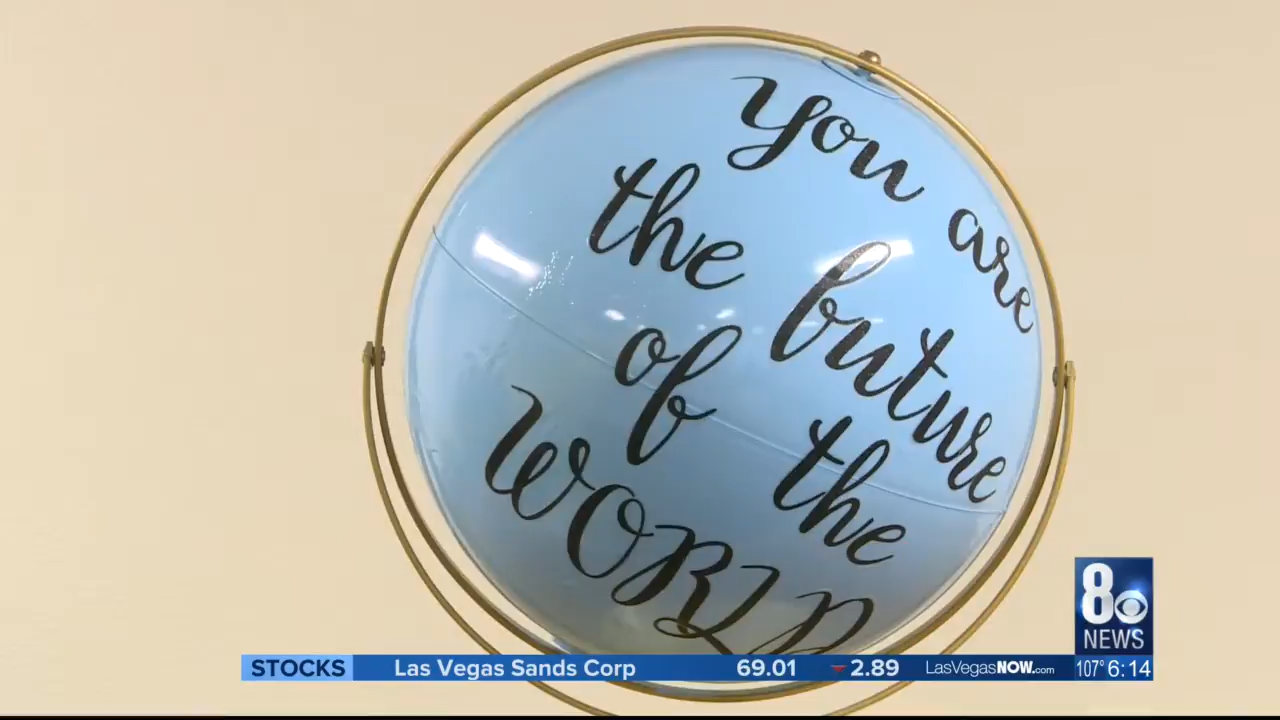 You are
the future
of the
WORLD
8
NEWS
STOCKS Las Vegas Sands Corp 69.01 2.89 LasVegasNOW.com 107° 6:14